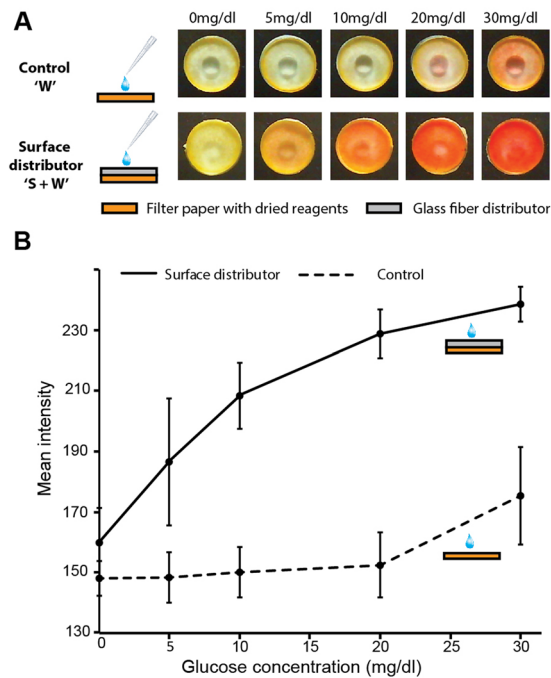 A
0mg/dl 5mg/dl 10mg/dl 20mg/dl 30mg/dl
Control
‘W’
Surface
distributor
‘S + W’
Filter paper with dried reagents Glass fiber distributor
B
Surface distributor Control
230
210
190
170
150
130
Mean intensity
0 5 10 15 20 25 30
Glucose concentration (mg/dl)